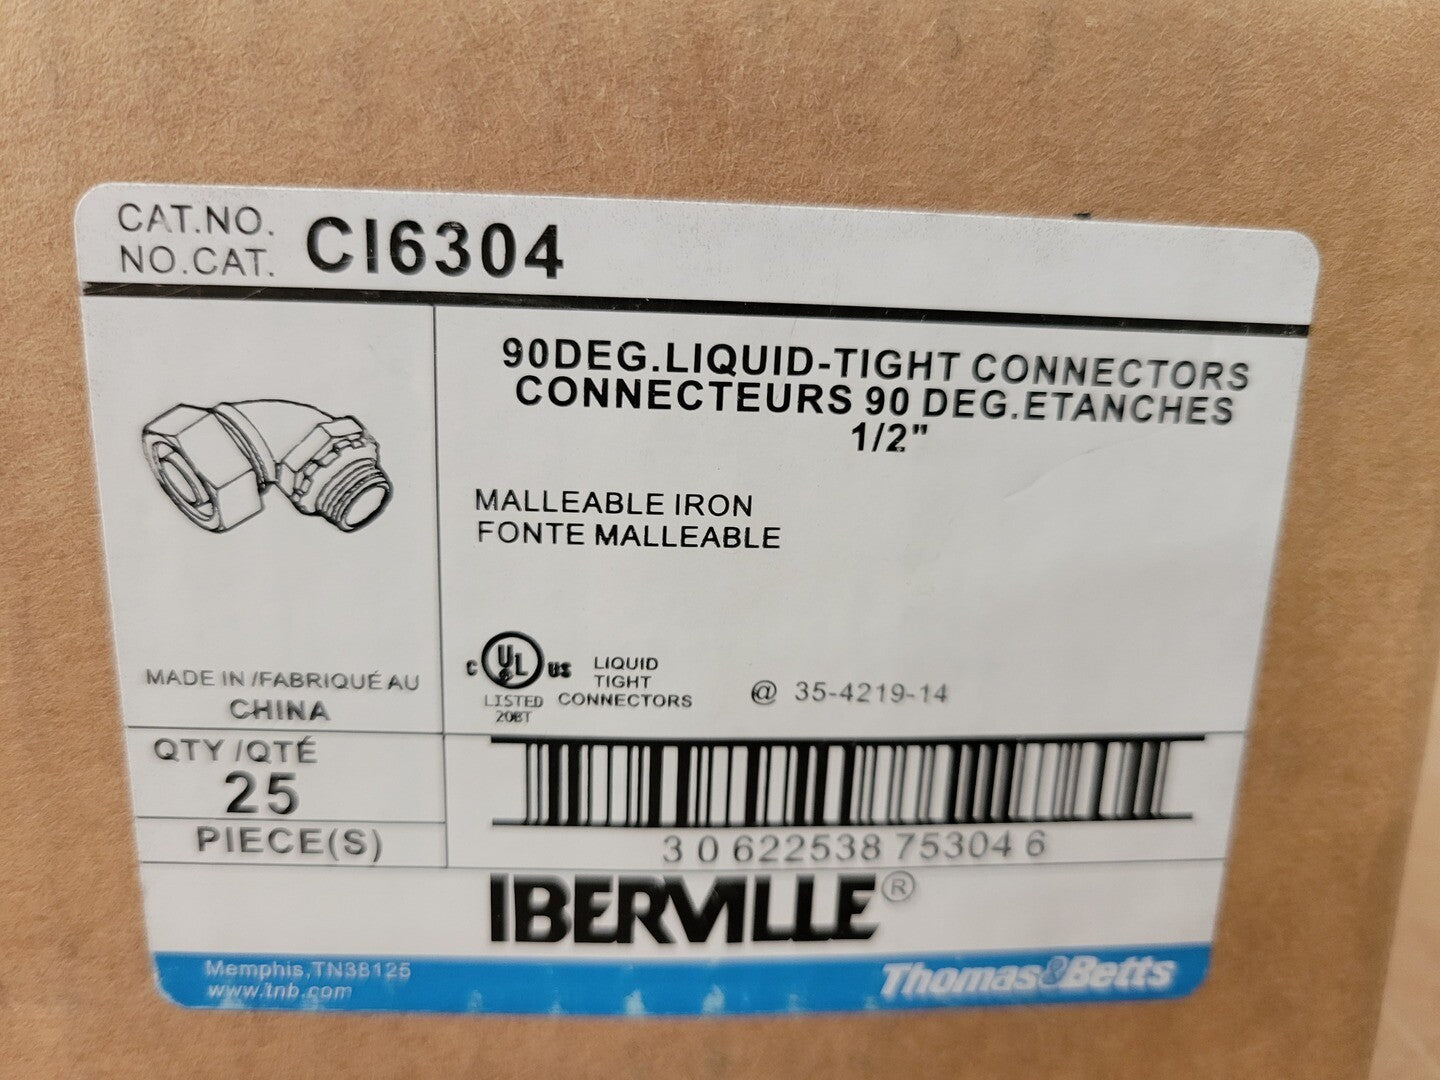 CAT.NO.
NO.CAT.
CI6304
90DEG.LIQUID-TIGHT CONNECTORS
CONNECTEURS 90 DEG.ETANCHES
1/2"
MALLEABLE IRON
FONTE MALLEABLE
MADE IN /FABRIQUÉ AU
CHINA
C UL US
LISTED
20BT
LIQUID
TIGHT
CONNECTORS
@ 35-4219-14
QTY /QTÉ
25
PIECE(S)
3 0 622538 75304 6
IBERVILLE®
Memphis,TN38125
www.tnb.com
Thomas&Betts